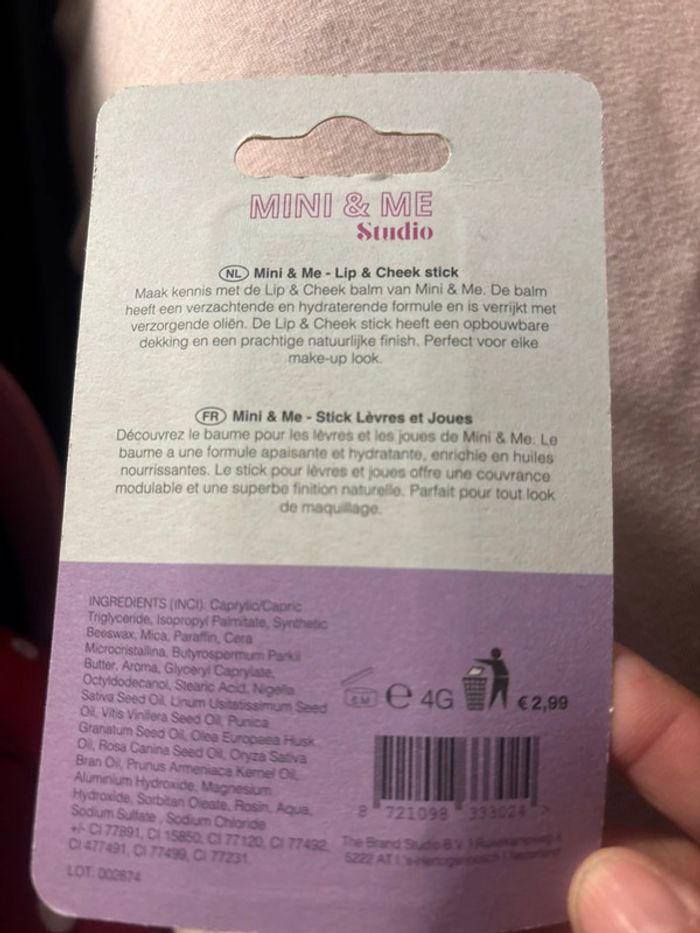 MINI & ME
Studio
NL Mini & Me - Lip & Cheek stick
Maak kennis met de Lip & Cheek balm van Mini & Me. De balm
heeft een verzachtende en hydraterende formule en is verrijkt met
verzorgende oliën. De Lip & Cheek stick heeft een opbouwbare
dekking en een prachtige natuurlijke finish. Perfect voor elke
make-up look.
FR Mini & Me - Stick Lèvres et Joues
Découvrez le baume pour les lèvres et les joues de Mini & Me. Le
baume a une formule apaisante et hydratante, enrichie en huiles
nourrissantes. Le stick pour lèvres et joues offre une couvrance
modulable et une superbe finition naturelle. Parfait pour tout look
de maquillage.
INGREDIENTS (INCI): Caprylic/Capric
Triglyceride, Isopropyl Palmitate, Synthetic
Beeswax, Mica, Paraffin, Cera
Microcristallina, Butyrospermum Parkii
Butter, Aroma, Glyceryl Caprylate,
Octyldodecanol, Stearic Acid, Nigella
Sativa Seed Oil, Linum Usitatissimum Seed
Oil, Vitis Vinifera Seed Oil, Punica
Granatum Seed Oil, Olea Europaea Husk
Oil, Rosa Canina Seed Oil, Oryza Sativa
Bran Oil, Prunus Armeniaca Kernel Oil,
Aluminium Hydroxide, Magnesium
Hydroxide, Sorbitan Oleate, Rosin, Aqua,
Sodium Sulfate, Sodium Chloride
+/- CI 77891, CI 15850, CI 77120, CI 77492,
CI 477491, CI 77499, CI 77231
LOT: 002674
6M e 4G € 2,99
8 721098 333024 >
The Brand Studio B.V. |
5222 AT | 's-Hertogenbosch | Nederland